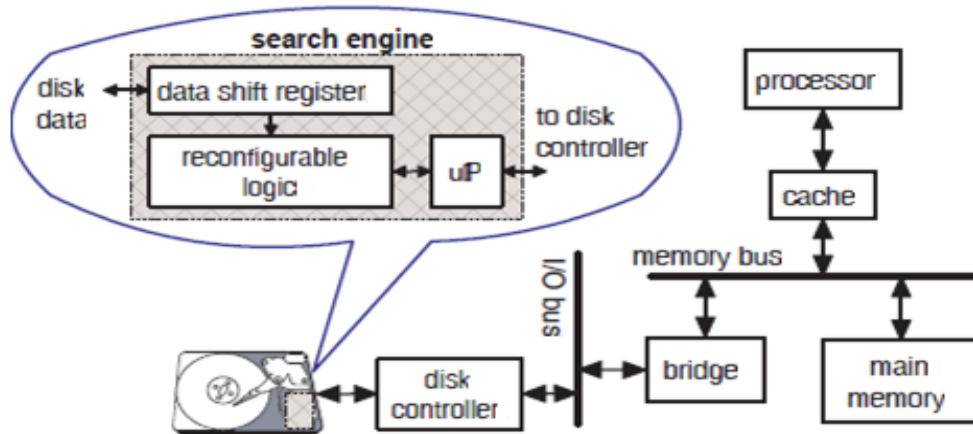 search engine
disk
data
data shift register
reconfigurable
logic
uP
to disk
controller
processor
cache
memory bus
I/O bus
bridge
main
memory
disk
controller